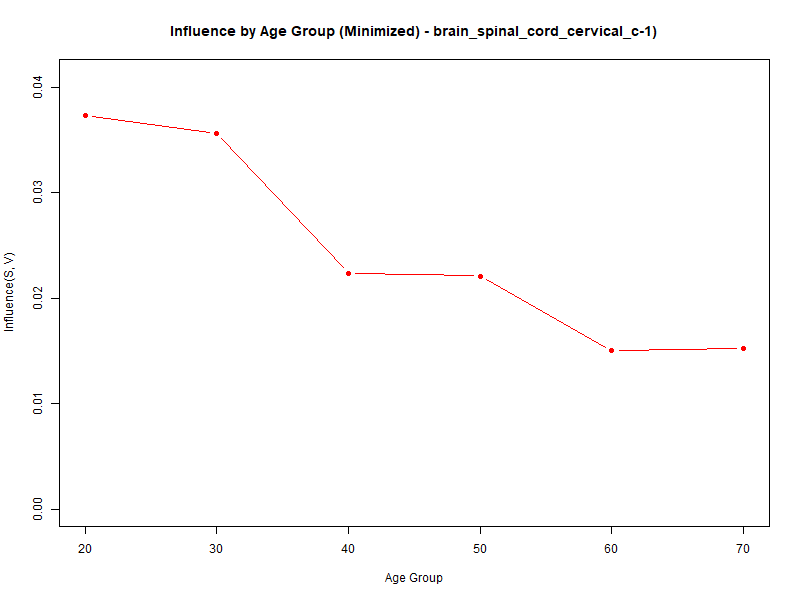 Influence by Age Group (Minimized) - brain_spinal_cord_cervical_c-1)
Influence(S, V)
0.04
0.03
0.02
0.01
0.00
20 30 40 50 60 70
Age Group